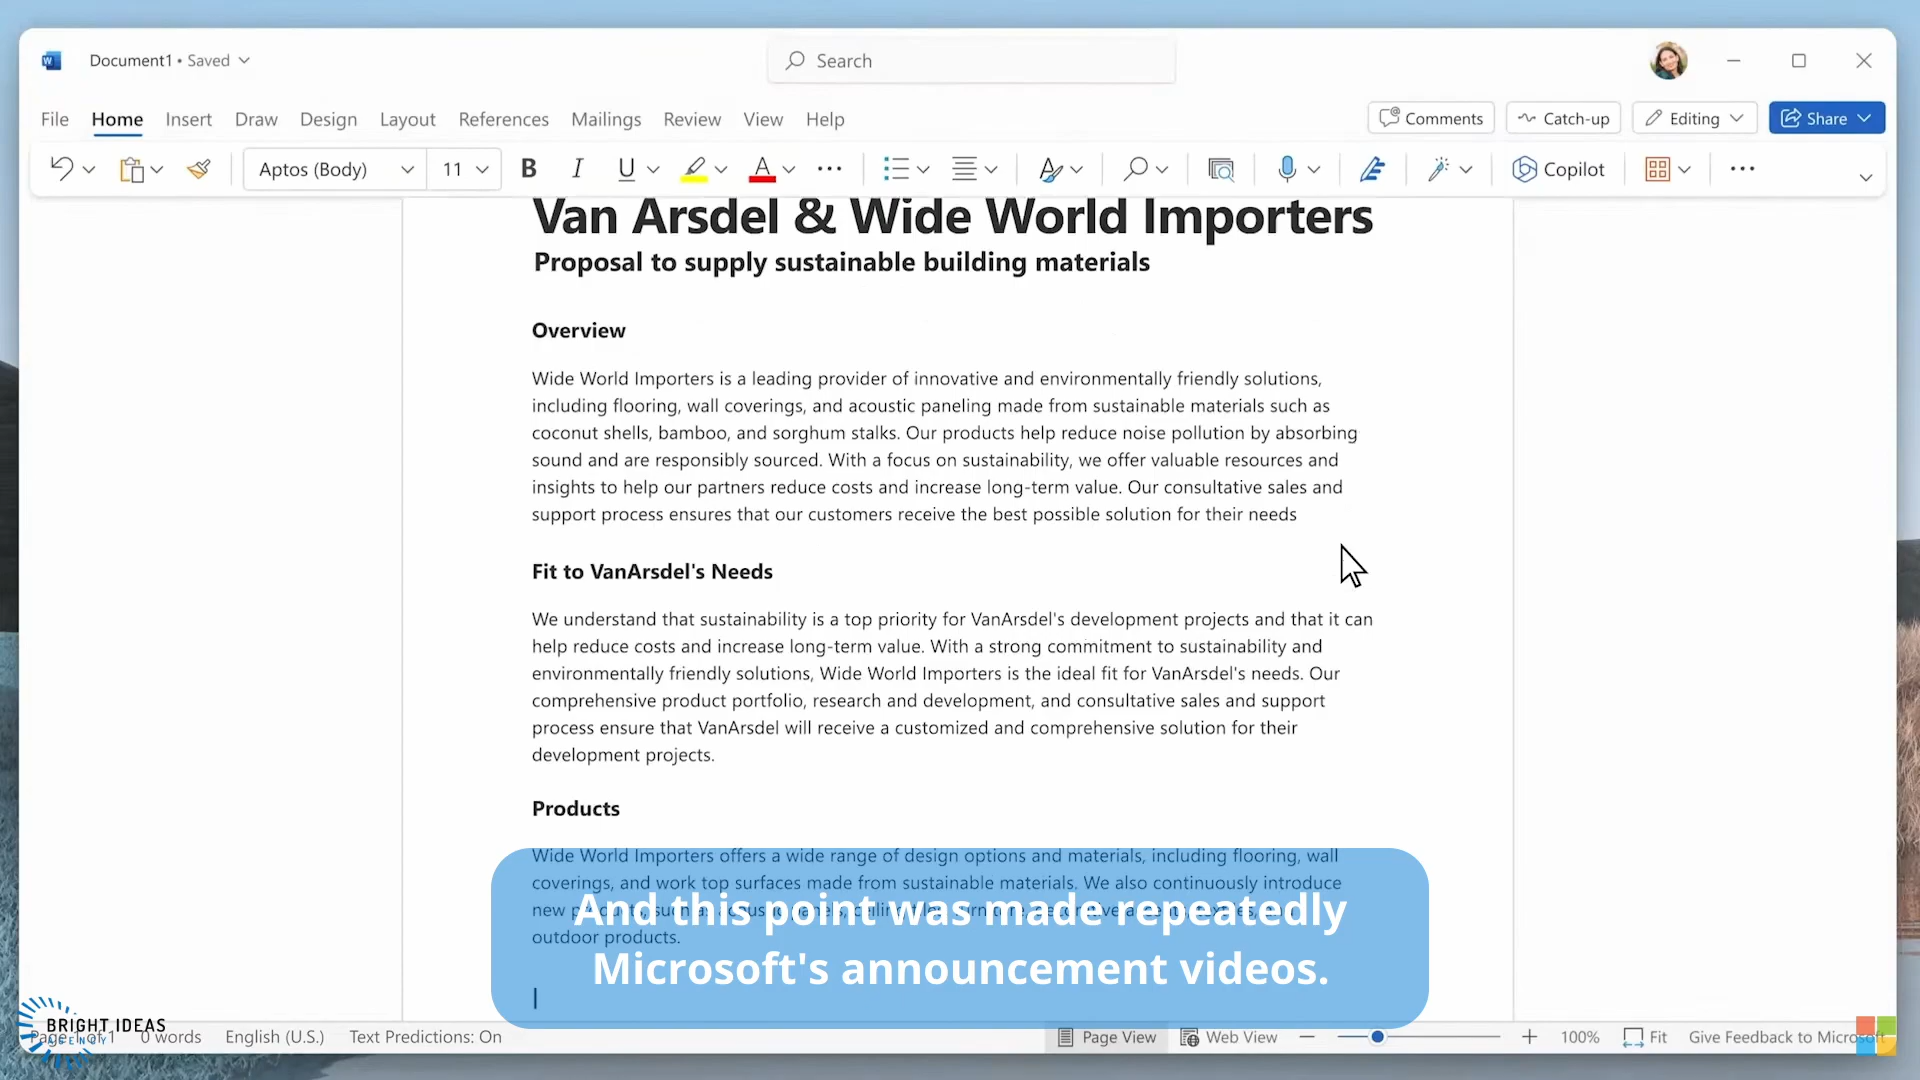 Document1 • Saved
Search
File Home Insert Draw Design Layout References Mailings Review View Help
Comments Catch-up Editing Share
Aptos (Body) 11 B I U A Copilot
Van Arsdel & Wide World Importers
Proposal to supply sustainable building materials
Overview
Wide World Importers is a leading provider of innovative and environmentally friendly solutions,
including flooring, wall coverings, and acoustic paneling made from sustainable materials such as
coconut shells, bamboo, and sorghum stalks. Our products help reduce noise pollution by absorbing
sound and are responsibly sourced. With a focus on sustainability, we offer valuable resources and
insights to help our partners reduce costs and increase long-term value. Our consultative sales and
support process ensures that our customers receive the best possible solution for their needs
Fit to VanArsdel's Needs
We understand that sustainability is a top priority for VanArsdel's development projects and that it can
help reduce costs and increase long-term value. With a strong commitment to sustainability and
environmentally friendly solutions, Wide World Importers is the ideal fit for VanArsdel's needs. Our
comprehensive product portfolio, research and development, and consultative sales and support
process ensure that VanArsdel will receive a customized and comprehensive solution for their
development projects.
Products
Wide World Importers offers a wide range of design options and materials, including flooring, wall
coverings, and work top surfaces made from sustainable materials. We also continuously introduce
new
outdoor products.
And this point was made repeatedly
Microsoft's announcement videos.
BRIGHT IDEAS
AGENCY
Page 1 of 1 0 words English (U.S.) Text Predictions: On Page View Web View 100% Fit Give Feedback to Microsoft